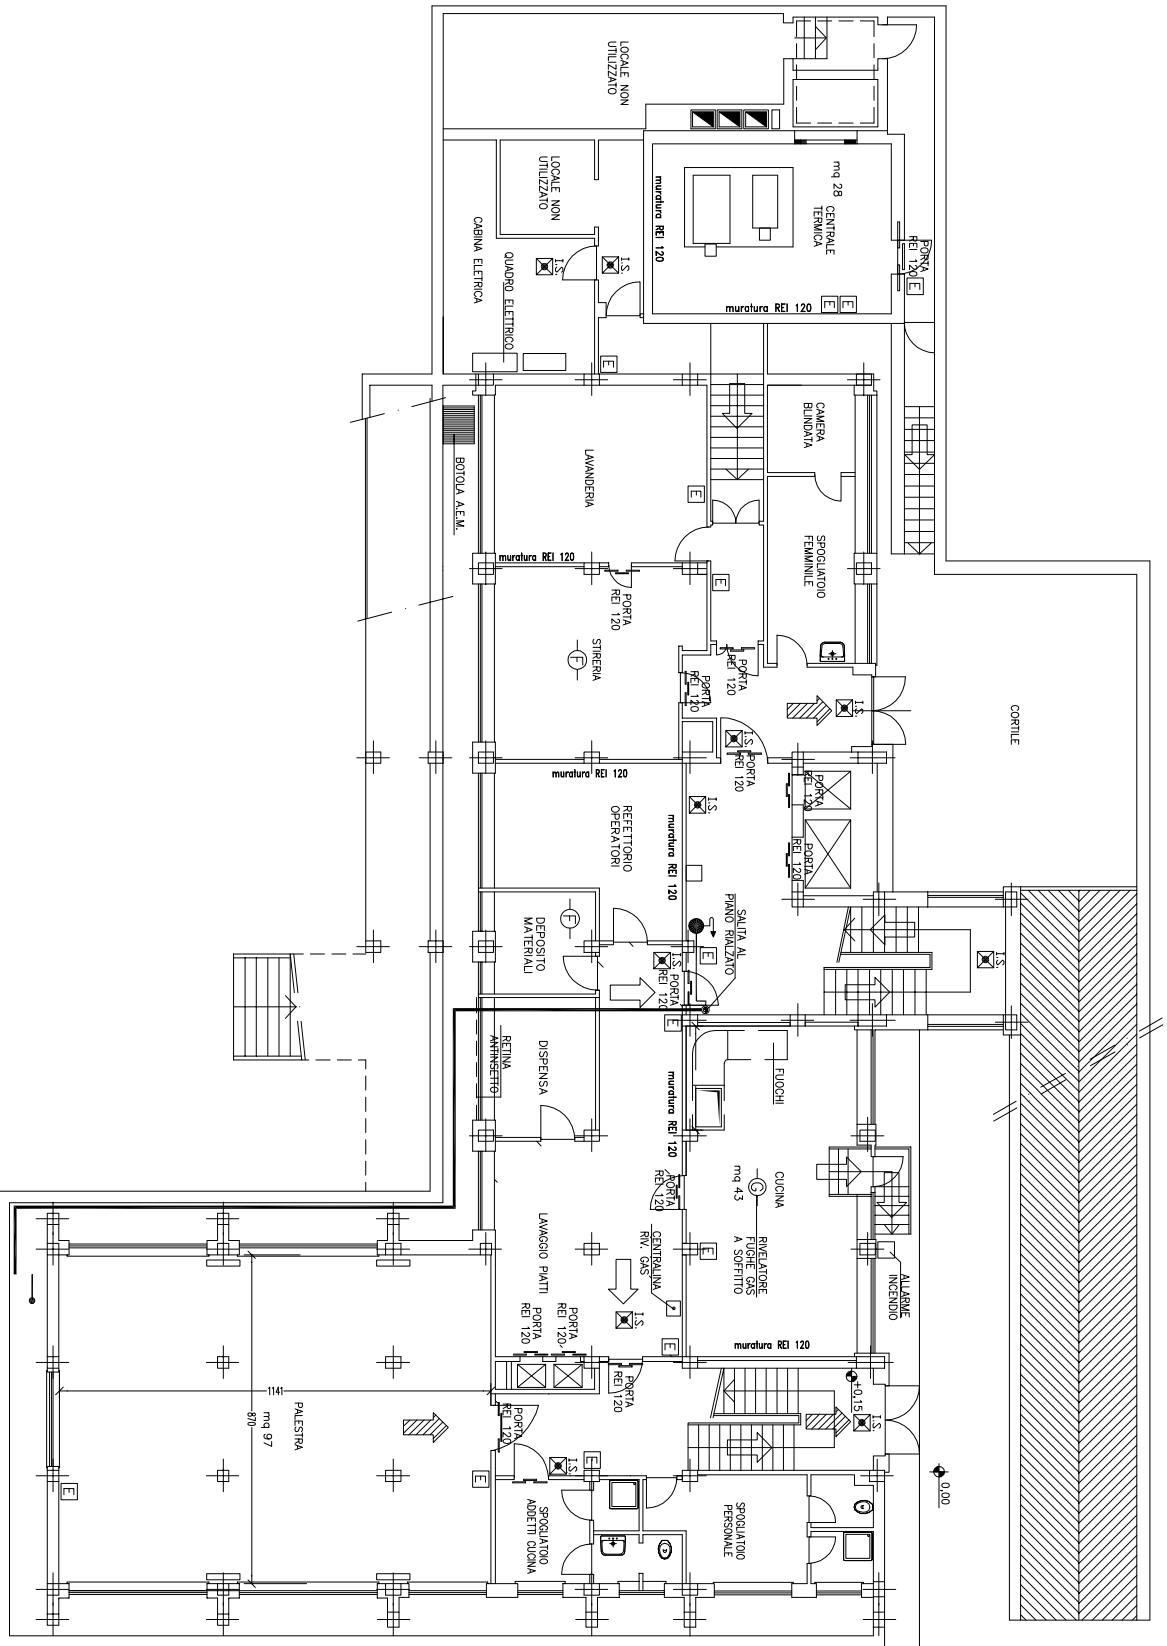 LOCALE NON
UTILIZZATO
LOCALE NON
UTILIZZATO
mq 28
CENTRALE
TERMICA
muratura REI 120
muratura REI 120
PORTA
REI 120
E
E
E
I.S.
I.S.
CABINA ELETRICA
QUADRO ELETTRICO
E
CAMERA
BLINDATA
BOTOLA A.E.M.
LAVANDERIA
E
SPOGLIATOIO
FEMMINILE
muratura REI 120
PORTA
REI 120
E
STIRERIA
F
PORTA
REI 120
PORTA
REI 120
I.S.
CORTILE
I.S.
PORTA
REI 120
muratura REI 120
PORTA
REI 120
PORTA
REI 120
I.S.
REFETTORIO
OPERATORI
muratura REI 120
SALITA AL
PIANO RIALZATO
E
DEPOSITO
MATERIALI
F
I.S.
PORTA
REI 120
I.S.
E
RETINA
ANTINSETTO
DISPENSA
FUOCHI
muratura REI 120
CUCINA
G
mq 43
PORTA
REI 120
RIVELATORE
FUGHE GAS
A SOFFITTO
CENTRALINA
RIV. GAS
E
LAVAGGIO PIATTI
ALLARME
INCENDIO
I.S.
E
muratura REI 120
PORTA
REI 120
PORTA
REI 120
PORTA
REI 120
+0,15
I.S.
0,00
PALESTRA
mq 97
1141
870
PORTA
REI 120
I.S.
E
E
E
SPOGLIATOIO
ADDETTI CUCINA
SPOGLIATOIO
PERSONALE